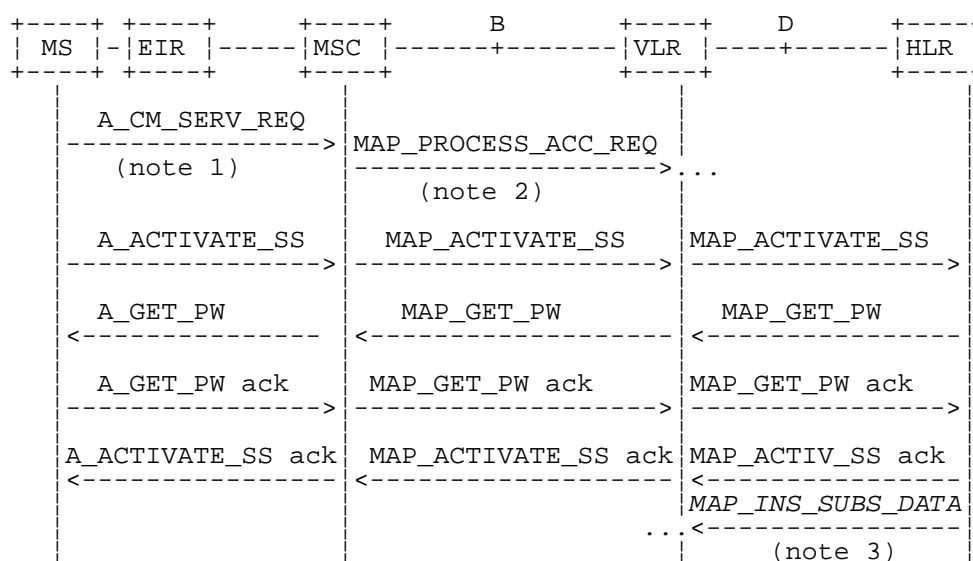 B D
MS EIR MSC VLR HLR
A_CM_SERV_REQ
MAP_PROCESS_ACC_REQ
(note 1) ...
(note 2)
A_ACTIVATE_SS MAP_ACTIVATE_SS MAP_ACTIVATE_SS
A_GET_PW MAP_GET_PW MAP_GET_PW
A_GET_PW ack MAP_GET_PW ack MAP_GET_PW ack
A_ACTIVATE_SS ack MAP_ACTIVATE_SS ack MAP_ACTIV_SS ack
MAP_INS_SUBS_DATA
...
(note 3)